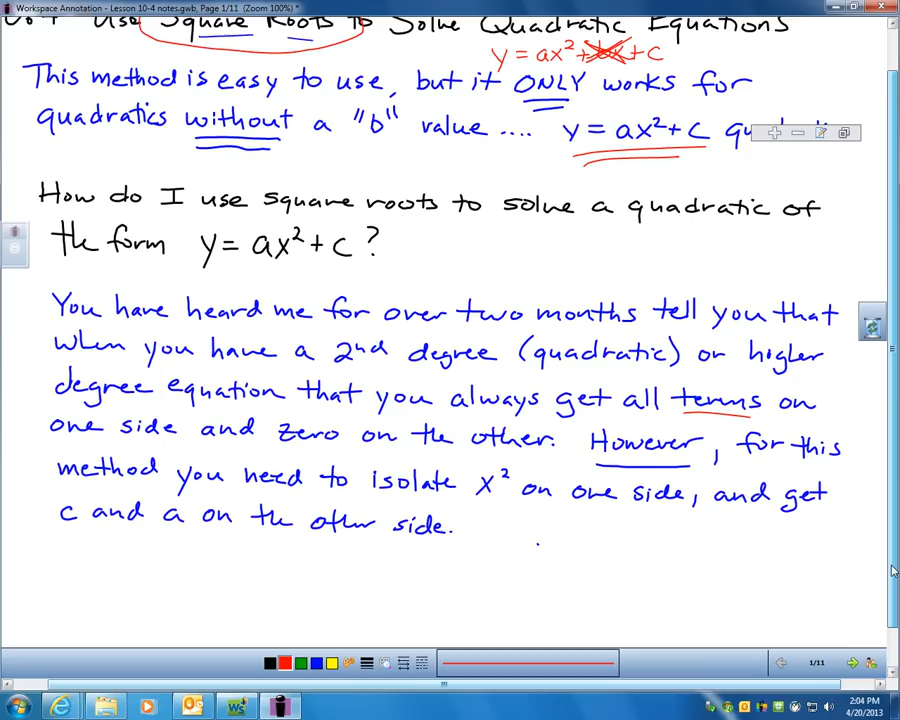 Workspace Annotation - Lesson 10-4 notes.gwb, Page 1/11 (Zoom 100%) *
Use Square Roots to Solve Quadratic Equations
y = ax²+bx+c
This method is easy to use, but it ONLY works for
quadratics without a "b" value .... y = ax²+c
How do I use square roots to solve a quadratic of
the form y = ax²+c?
You have heard me for over two months tell you that
when you have a 2nd degree (quadratic) or higher
degree equation that you always get all terms on
one side and zero on the other. However, for this
method you need to isolate x² on one side, and get
c and a on the other side.
1/11
2:04 PM
4/20/2013